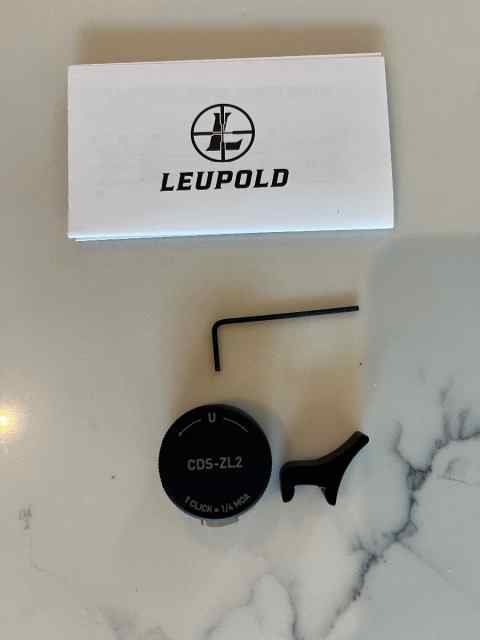 LEUPOLD
U
CDS-ZL2
1 CLICK = 1/4 MOA